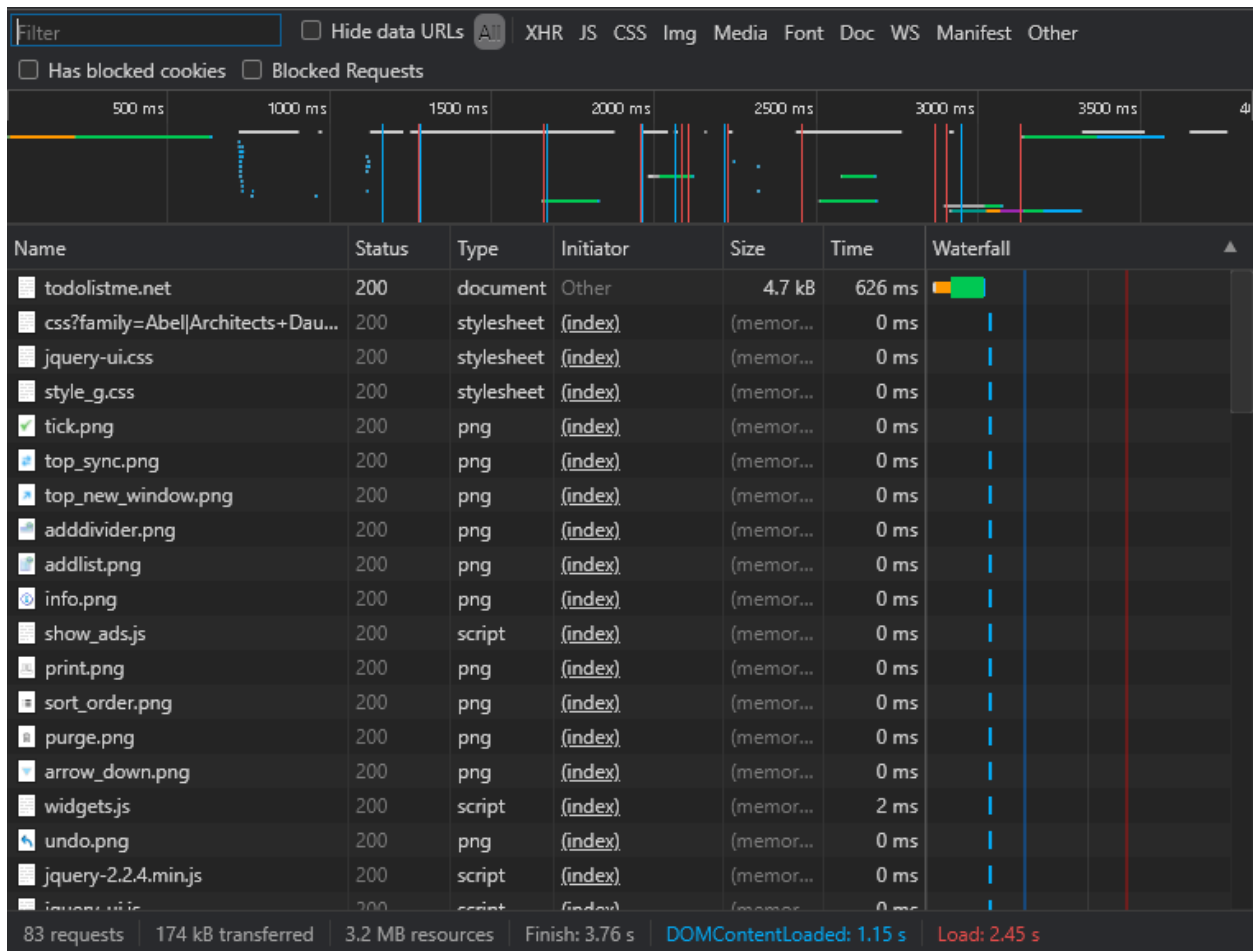 Filter Hide data URLs All XHR JS CSS Img Media Font Doc WS Manifest Other
Has blocked cookies Blocked Requests
500 ms 1000 ms 1500 ms 2000 ms 2500 ms 3000 ms 3500 ms
Name Status Type Initiator Size Time Waterfall
todolistme.net 200 document Other 4.7 kB 626 ms
css?family=Abel|Architects+Dau... 200 stylesheet (index) (memor... 0 ms
jquery-ui.css 200 stylesheet (index) (memor... 0 ms
style_g.css 200 stylesheet (index) (memor... 0 ms
tick.png 200 png (index) (memor... 0 ms
top_sync.png 200 png (index) (memor... 0 ms
top_new_window.png 200 png (index) (memor... 0 ms
adddivider.png 200 png (index) (memor... 0 ms
addlist.png 200 png (index) (memor... 0 ms
info.png 200 png (index) (memor... 0 ms
show_ads.js 200 script (index) (memor... 0 ms
print.png 200 png (index) (memor... 0 ms
sort_order.png 200 png (index) (memor... 0 ms
purge.png 200 png (index) (memor... 0 ms
arrow_down.png 200 png (index) (memor... 0 ms
widgets.js 200 script (index) (memor... 2 ms
undo.png 200 png (index) (memor... 0 ms
jquery-2.2.4.min.js 200 script (index) (memor... 0 ms
83 requests 174 kB transferred 3.2 MB resources Finish: 3.76 s DOMContentLoaded: 1.15 s Load: 2.45 s